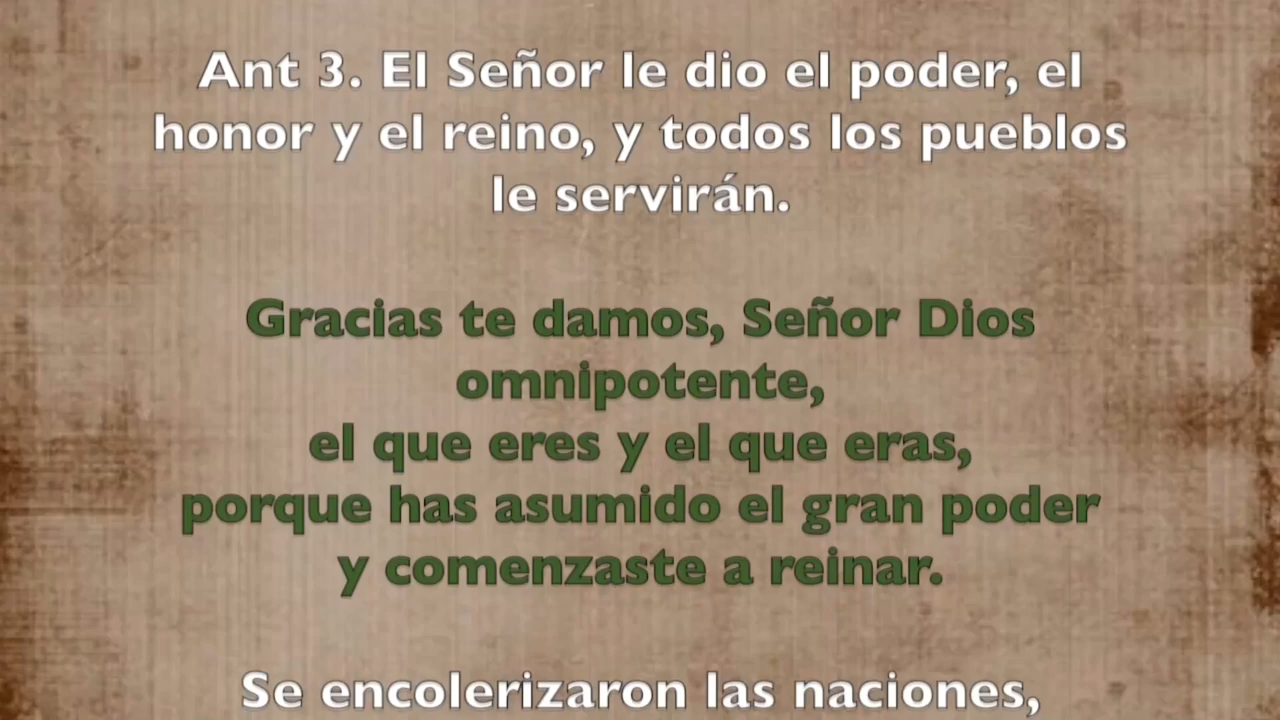 Ant 3. El Señor le dio el poder, el
honor y el reino, y todos los pueblos
le servirán.
Gracias te damos, Señor Dios
omnipotente,
el que eres y el que eras,
porque has asumido el gran poder
y comenzaste a reinar.
Se encolerizaron las naciones,